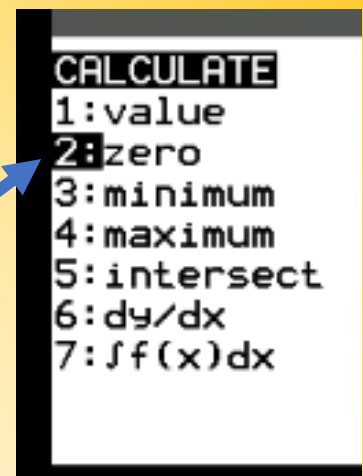 CALCULATE
1:value
2:zero
3:minimum
4:maximum
5:intersect
6:dy/dx
7:∫f(x)dx